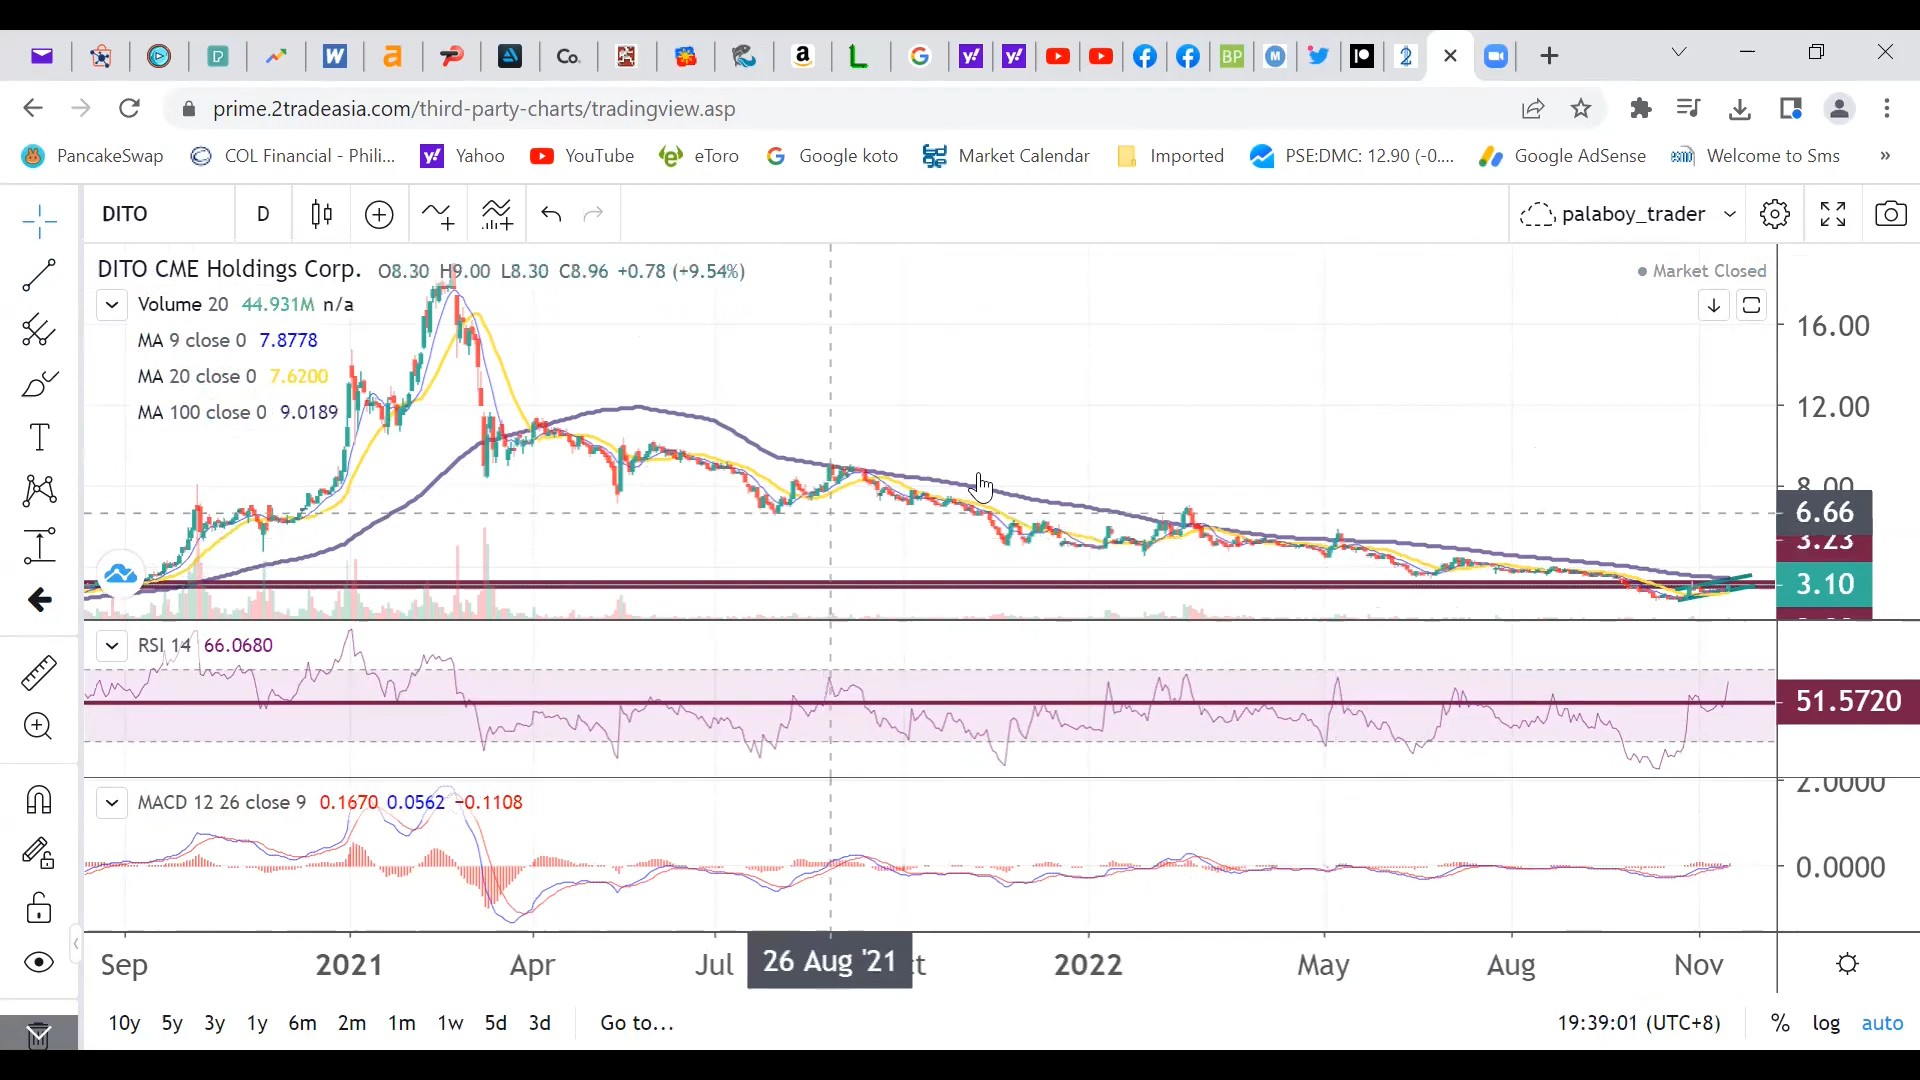 Co.
prime.2tradeasia.com/third-party-charts/tradingview.asp
PancakeSwap COL Financial - Phili... Yahoo YouTube eToro Google koto Market Calendar Imported PSE:DMC: 12.90 (-0.... Google AdSense Welcome to Sms »
DITO D palaboy_trader
DITO CME Holdings Corp. O8.30 H9.00 L8.30 C8.96 +0.78 (+9.54%) Market Closed
Volume 20 44.931M n/a
MA 9 close 0 7.8778
MA 20 close 0 7.6200
MA 100 close 0 9.0189
16.00
12.00
8.00
6.66
3.23
3.10
RSI 14 66.0680
51.5720
MACD 12 26 close 9 0.1670 0.0562 −0.1108
2.0000
0.0000
Sep 2021 Apr Jul 26 Aug '21 2022 May Aug Nov
10y 5y 3y 1y 6m 2m 1m 1w 5d 3d Go to... 19:39:01 (UTC+8) % log auto